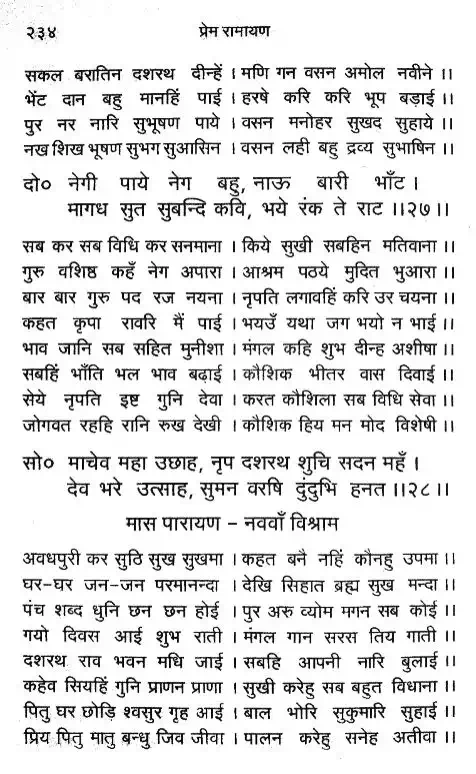 २३४ प्रेम रामायण
सकल बरातिन दशरथ दीन्हें । मणि गन वसन अमोल नवीने ।।
भेंट दान बहु मानहिं पाई । हरषे करि करि भूप बड़ाई ।।
पुर नर नारि सुभूषण पाये । वसन मनोहर सुखद सुहाये ।।
नख शिख भूषण सुभग सुआसिन । वसन लही बहु द्रव्य सुभाषिन ।।
दो० नेगी पाये नेग बहु, नाऊ बारी भाँट ।
मागध सुत सुबन्दि कवि, भये रंक ते राट ।।२७।।
सब कर सब विधि कर सनमाना । किये सुखी सबहिन मतिवाना ।।
गुरु वशिष्ठ कहँ नेग अपारा । आश्रम पठये मुदित भुआरा ।।
बार बार गुरु पद रज नयना । नृपति लगावहिं करि उर चयना ।।
कहत कृपा रावरि मैं पाई । भयउँ यथा जग भयो न भाई ।।
भाव जानि सब सहित मुनीशा । मंगल कहि शुभ दीन्ह अशीषा ।।
सबहिं भाँति भल भाव बढ़ाई । कौशिक भीतर वास दिवाई ।।
सेये नृपति इष्ट गुनि देवा । करत कौशिला सब विधि सेवा ।।
जोगवत रहहि रानि रुख देखी । कौशिक हिय मन मोद विशेषी ।।
सो० माचेव महा उछाह, नृप दशरथ शुचि सदन महँ ।
देव भरे उत्साह, सुमन वरषि दुंदुभि हनत ।।२८।।
मास पारायण – नववाँ विश्राम
अवधपुरी कर सुठि सुख सुखमा । कहत बनै नहिं कौनहु उपमा ।।
घर-घर जन-जन परमानन्दा । देखि सिहात ब्रह्म सुख मन्दा ।।
पंच शब्द धुनि छन छन होई । पुर अरु व्योम मगन सब कोई ।।
गयो दिवस आई शुभ राती । मंगल गान सरस तिय गाती ।।
दशरथ राव भवन मधि जाई । सबहि आपनी नारि बुलाई ।।
कहेव सियहिं गुनि प्राणन प्राणा । सुखी करेहु सब बहुत विधाना ।।
पितु घर छोड़ि श्वसुर गृह आई । बाल भोरि सुकुमारि सुहाई ।।
प्रिय पितु मातु बन्धु जिव जीवा । पालन करेहु सनेह अतीवा ।।